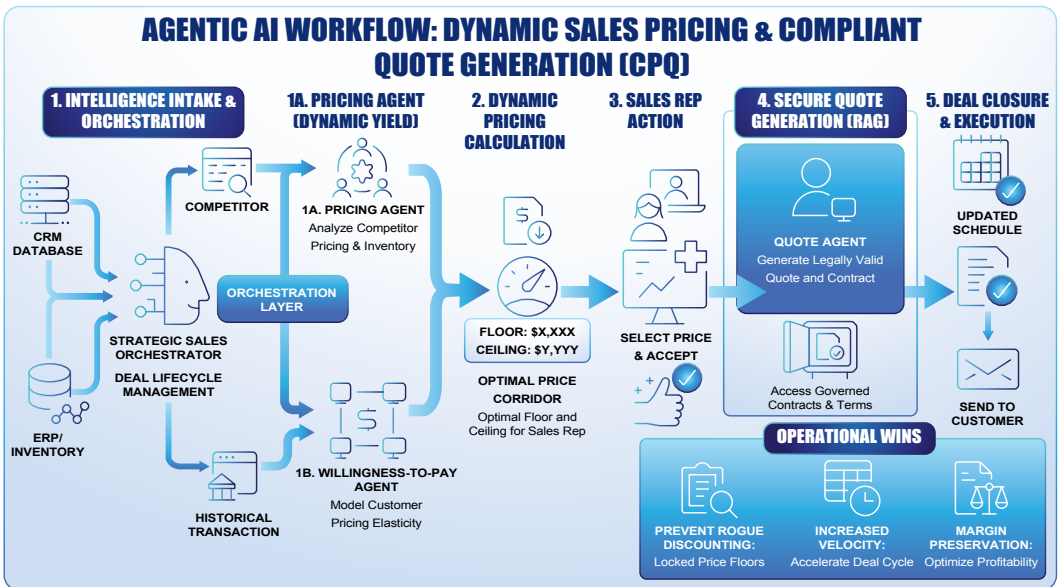 AGENTIC AI WORKFLOW: DYNAMIC SALES PRICING & COMPLIANT
QUOTE GENERATION (CPQ)
1. INTELLIGENCE INTAKE &
ORCHESTRATION
CRM
DATABASE
ERP/
INVENTORY
STRATEGIC SALES
ORCHESTRATOR
DEAL LIFECYCLE
MANAGEMENT
COMPETITOR
ORCHESTRATION
LAYER
HISTORICAL
TRANSACTION
1A. PRICING AGENT
(DYNAMIC YIELD)
1A. PRICING AGENT
Analyze Competitor
Pricing & Inventory
$
1B. WILLINGNESS-TO-PAY
AGENT
Model Customer
Pricing Elasticity
2. DYNAMIC
PRICING
CALCULATION
$
FLOOR: $X,XXX
CEILING: $Y,YYY
OPTIMAL PRICE
CORRIDOR
Optimal Floor and
Ceiling for Sales Rep
3. SALES REP
ACTION
SELECT PRICE
& ACCEPT
4. SECURE QUOTE
GENERATION (RAG)
QUOTE AGENT
Generate Legally Valid
Quote and Contract
Access Governed
Contracts & Terms
5. DEAL CLOSURE
& EXECUTION
UPDATED
SCHEDULE
SEND TO
CUSTOMER
OPERATIONAL WINS
PREVENT ROGUE
DISCOUNTING:
Locked Price Floors
INCREASED
VELOCITY:
Accelerate Deal Cycle
MARGIN
PRESERVATION:
Optimize Profitability